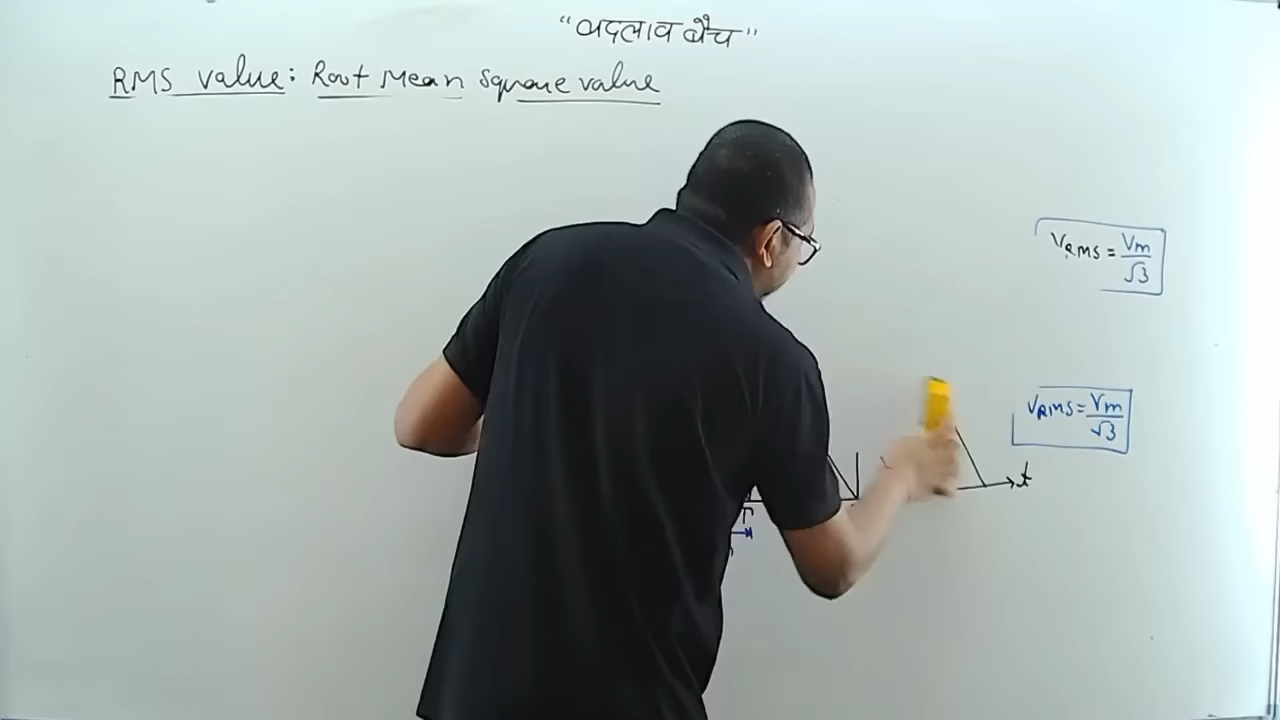 “बदलाव बैच”
RMS value: Root Mean Square value
VRMS = Vm/√3
VRMS = Vm/√3
t
T